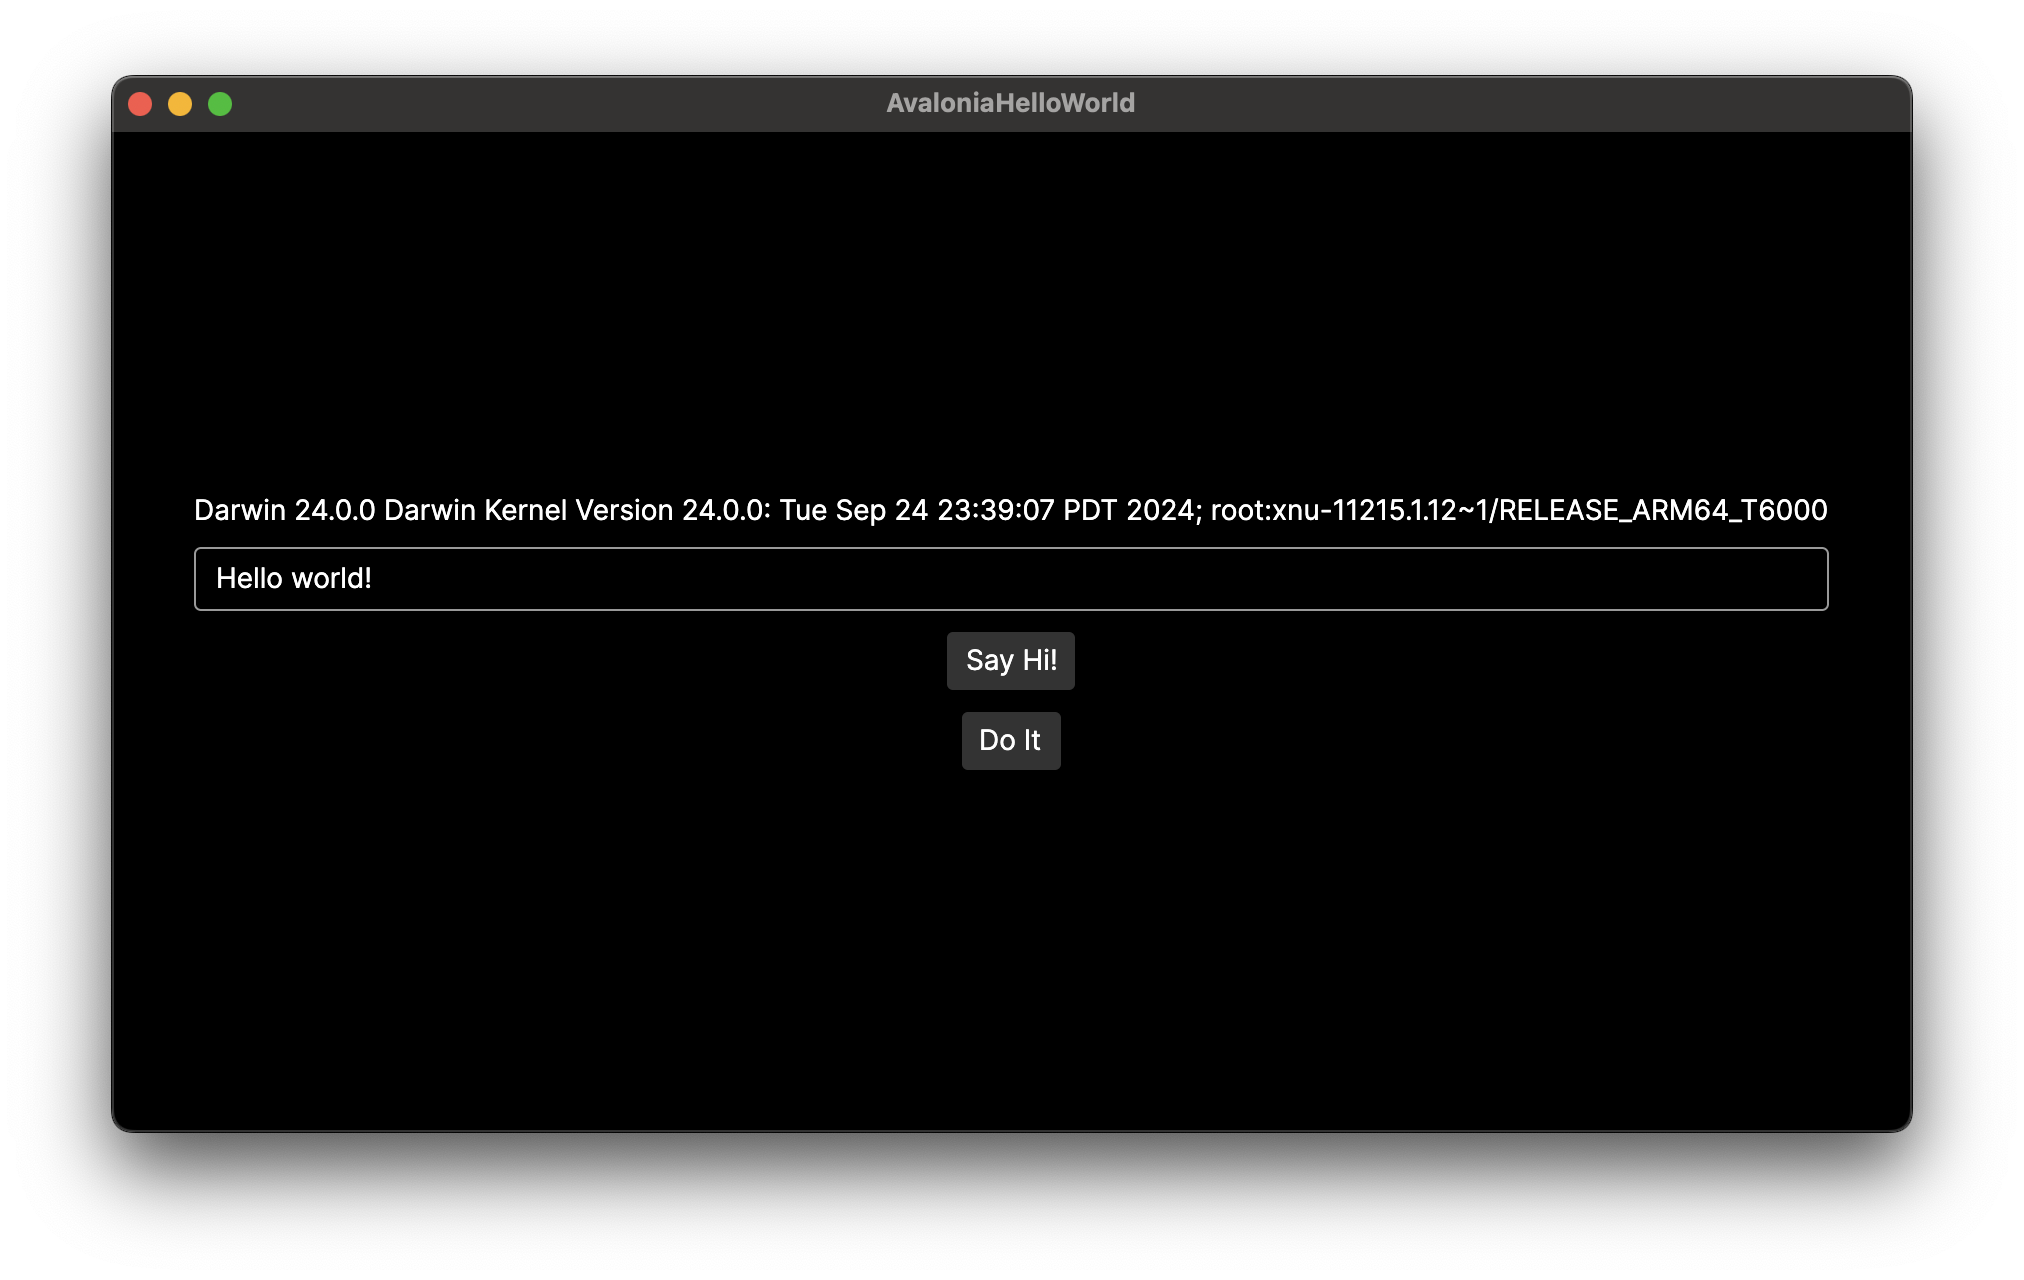 AvaloniaHelloWorld
Darwin 24.0.0 Darwin Kernel Version 24.0.0: Tue Sep 24 23:39:07 PDT 2024; root:xnu-11215.1.12~1/RELEASE_ARM64_T6000
Hello world!
Say Hi!
Do It